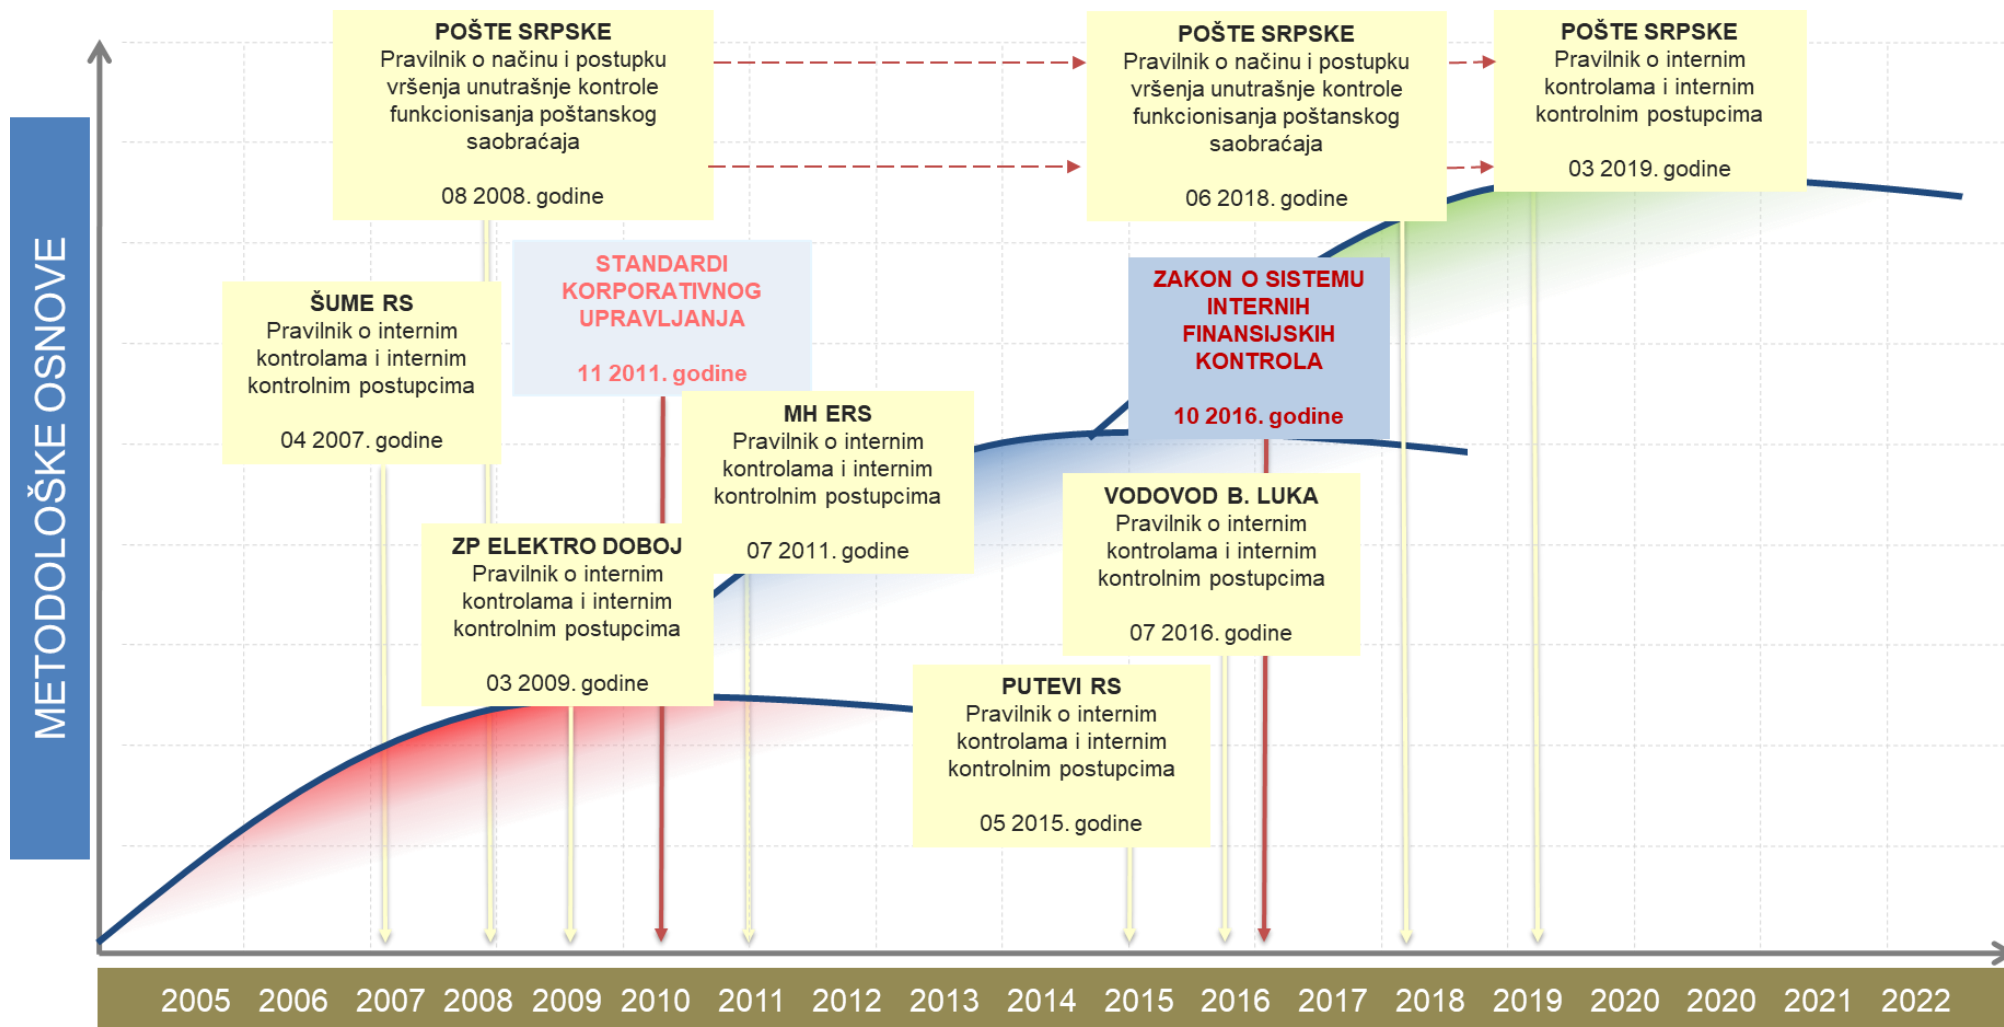 METODOLOŠKE OSNOVE
POŠTE SRPSKE
Pravilnik o načinu i postupku
vršenja unutrašnje kontrole
funkcionisanja poštanskog
saobraćaja
08 2008. godine
POŠTE SRPSKE
Pravilnik o načinu i postupku
vršenja unutrašnje kontrole
funkcionisanja poštanskog
saobraćaja
06 2018. godine
POŠTE SRPSKE
Pravilnik o internim
kontrolama i internim
kontrolnim postupcima
03 2019. godine
ŠUME RS
Pravilnik o internim
kontrolama i internim
kontrolnim postupcima
04 2007. godine
STANDARDI
KORPORATIVNOG
UPRAVLJANJA
11 2011. godine
ZAKON O SISTEMU
INTERNIH
FINANSIJSKIH
KONTROLA
10 2016. godine
MH ERS
Pravilnik o internim
kontrolama i internim
kontrolnim postupcima
07 2011. godine
ZP ELEKTRO DOBOJ
Pravilnik o internim
kontrolama i internim
kontrolnim postupcima
03 2009. godine
VODOVOD B. LUKA
Pravilnik o internim
kontrolama i internim
kontrolnim postupcima
07 2016. godine
PUTEVI RS
Pravilnik o internim
kontrolama i internim
kontrolnim postupcima
05 2015. godine
2005 2006 2007 2008 2009 2010 2011 2012 2013 2014 2015 2016 2017 2018 2019 2020 2020 2021 2022